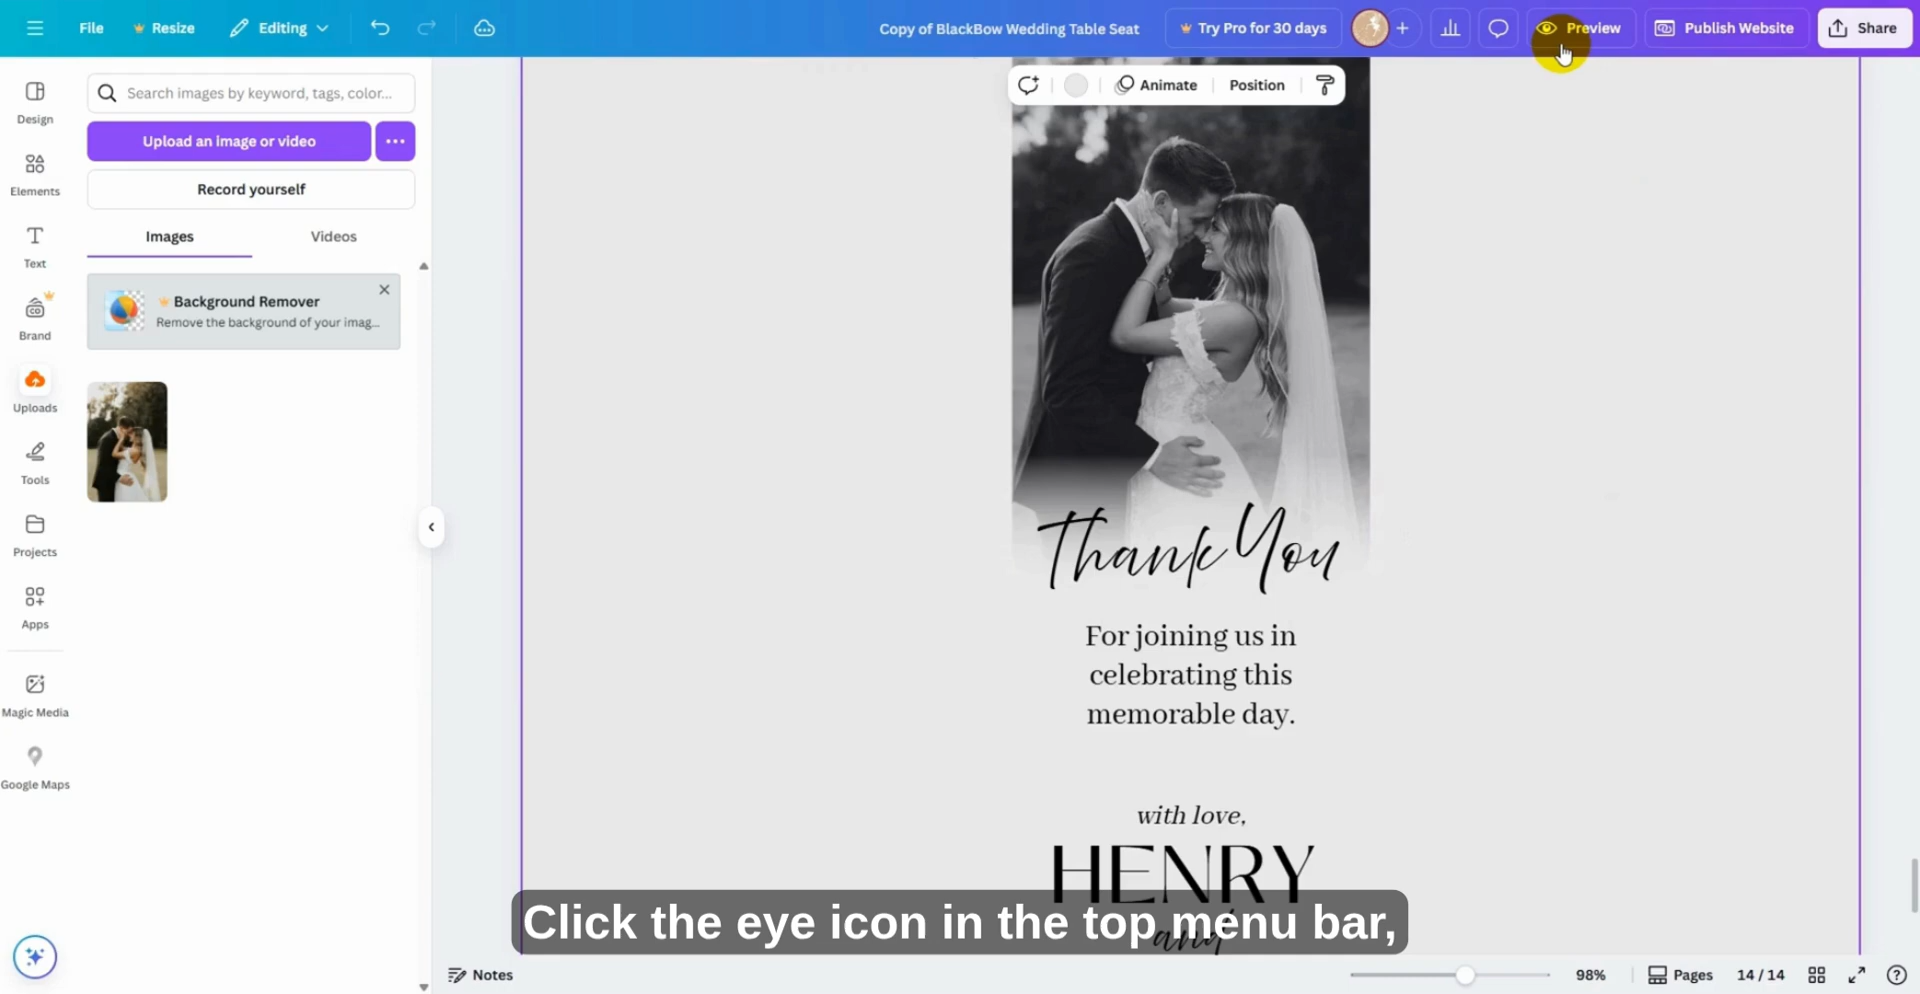 File
Resize
Editing
Copy of BlackBow Wedding Table Seat
Try Pro for 30 days
Preview
Publish Website
Share
Design
Elements
Text
Brand
Uploads
Tools
Projects
Apps
Magic Media
Google Maps
Search images by keyword, tags, color...
Upload an image or video
Record yourself
Images
Videos
Background Remover
Remove the background of your imag...
Animate
Position
Thank You
For joining us in
celebrating this
memorable day.
with love,
HENRY
and
Click the eye icon in the top menu bar,
Notes
98%
Pages
14 / 14